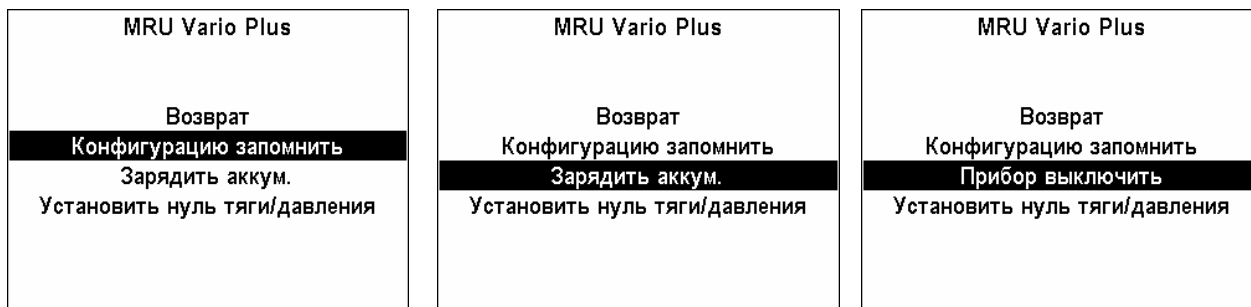 MRU Vario Plus
Возврат
Конфигурацию запомнить
Зарядить аккум.
Установить нуль тяги/давления
MRU Vario Plus
Возврат
Конфигурацию запомнить
Зарядить аккум.
Установить нуль тяги/давления
MRU Vario Plus
Возврат
Конфигурацию запомнить
Прибор выключить
Установить нуль тяги/давления